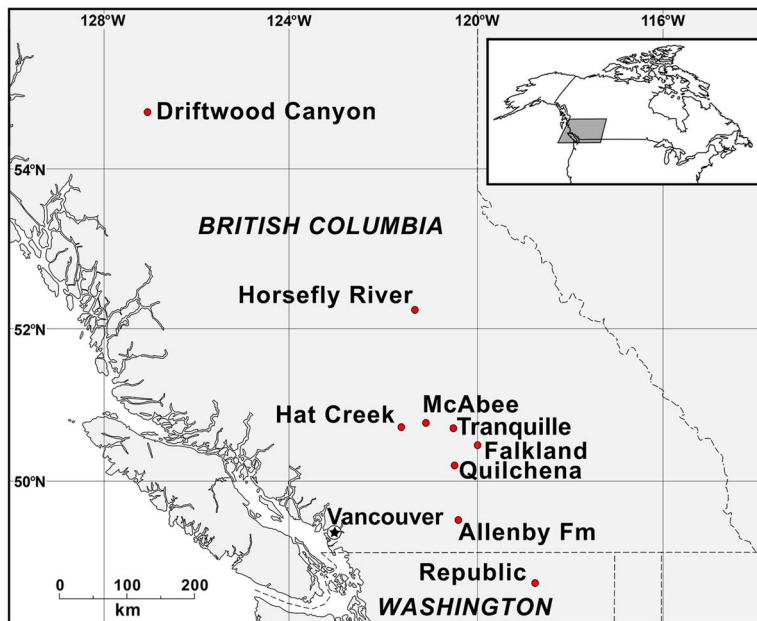 128°W 124°W 120°W 116°W
Driftwood Canyon
54°N
BRITISH COLUMBIA
Horsefly River
52°N
McAbee
Hat Creek
Tranquille
Falkland
Quilchena
50°N
Vancouver
Allenby Fm
Republic
0 100 200
km
WASHINGTON